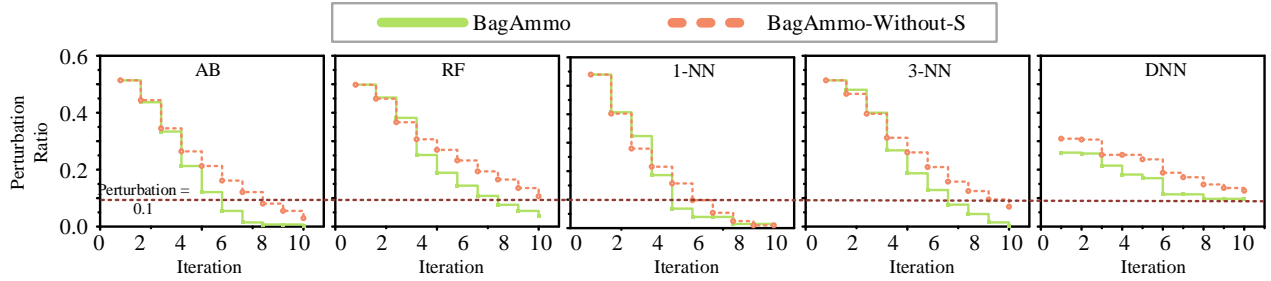 BagAmmo BagAmmo-Without-S
Perturbation
Ratio
0.6
0.4
0.2
0.0
AB
RF
1-NN
3-NN
DNN
Perturbation =
0.1
0 2 4 6 8 10
0 2 4 6 8 10
0 2 4 6 8 10
0 2 4 6 8 10
0 2 4 6 8 10
Iteration
Iteration
Iteration
Iteration
Iteration